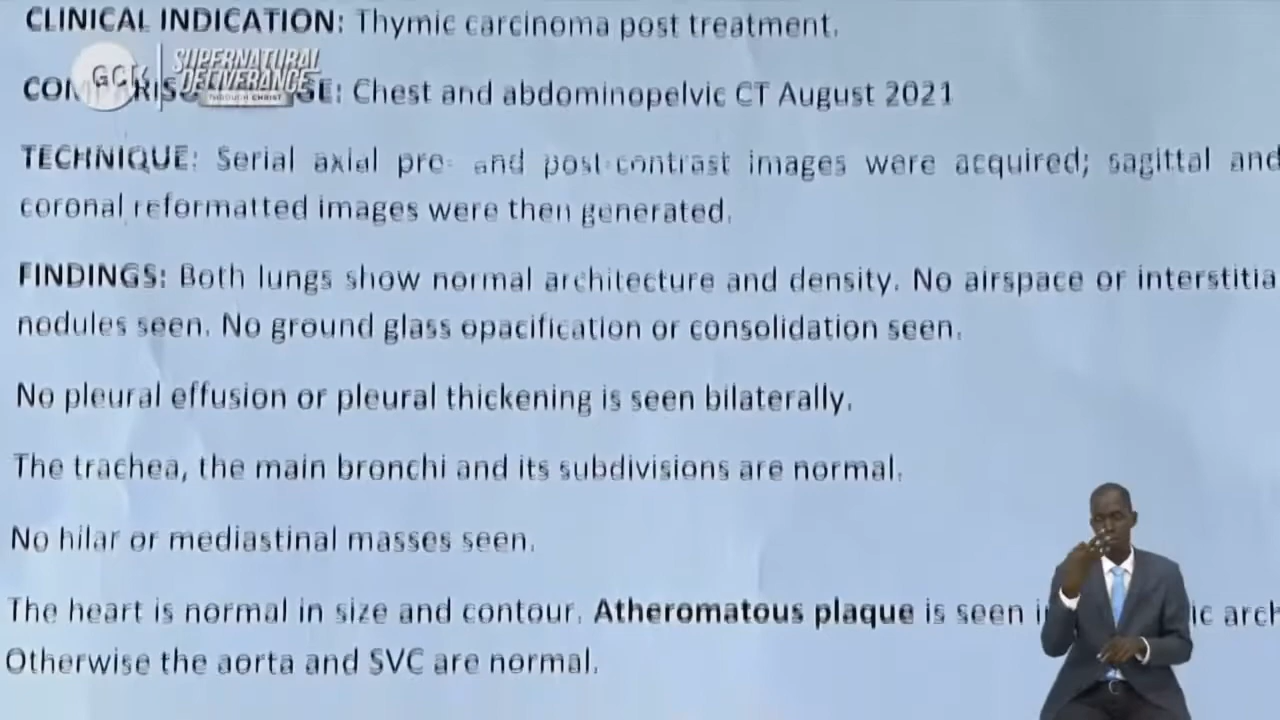 CLINICAL INDICATION: Thymic carcinoma post treatment.
GCK
SUPERNATURAL
DELIVERANCE
THROUGH CHRIST
Chest and abdominopelvic CT August 2021
TECHNIQUE: Serial axial pre- and post-contrast images were acquired; sagittal and
coronal reformatted images were then generated.
FINDINGS: Both lungs show normal architecture and density. No airspace or interstitia
nodules seen. No ground glass opacification or consolidation seen.
No pleural effusion or pleural thickening is seen bilaterally.
The trachea, the main bronchi and its subdivisions are normal.
No hilar or mediastinal masses seen.
The heart is normal in size and contour. Atheromatous plaque is seen arch
Otherwise the aorta and SVC are normal.